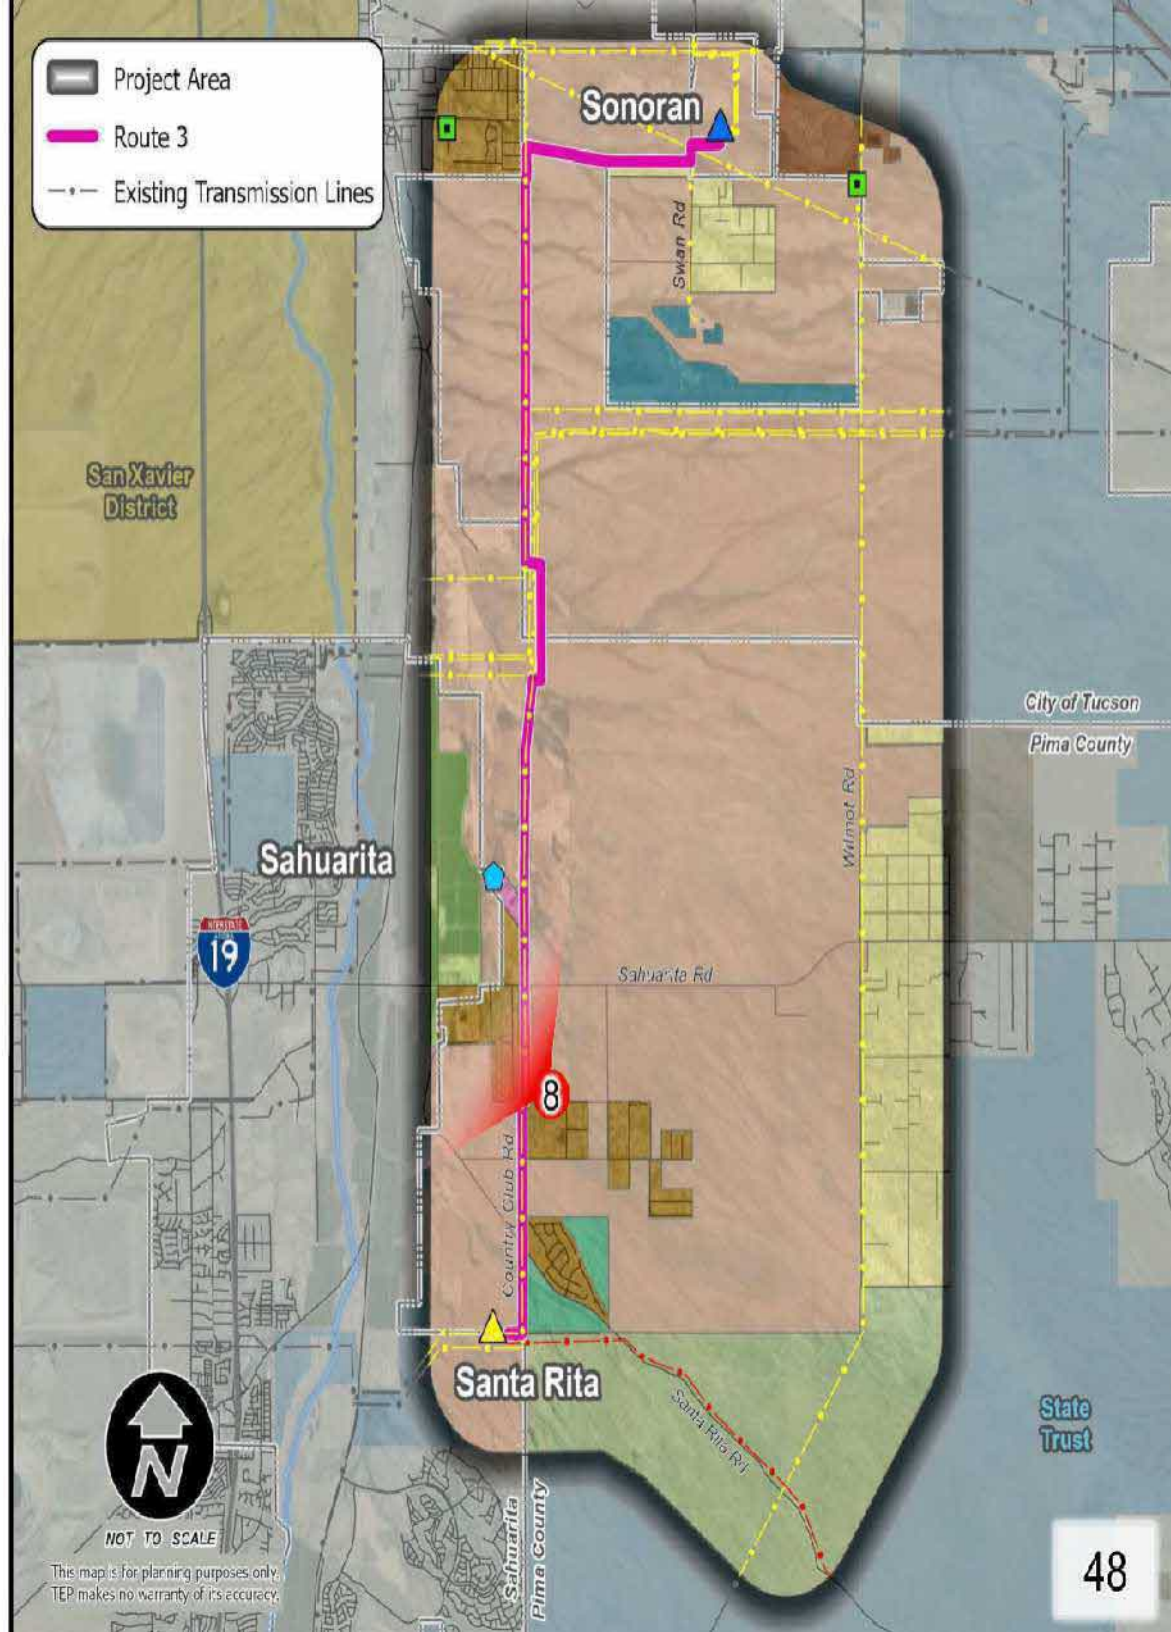 Project Area
Route 3
Existing Transmission Lines
Sonoran
Swan Rd
San Xavier
District
City of Tucson
Pima County
Wilmot Rd
Sahuarita
INTERSTATE
19
Sahuarita Rd
8
Country Club Rd
Santa Rita
Santa Rita Rd
State
Trust
N
NOT TO SCALE
This map is for planning purposes only.
TEP makes no warranty of its accuracy.
Sahuarita
Pima County
48